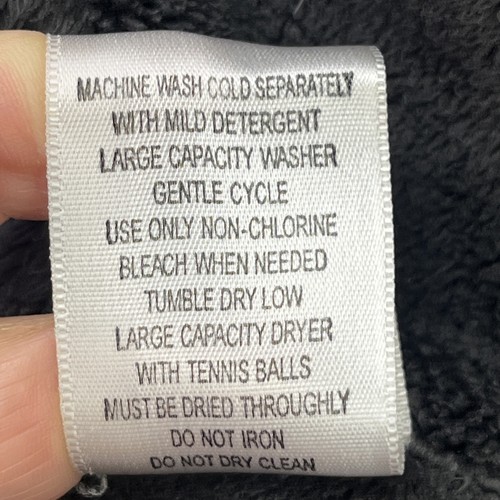 MACHINE WASH COLD SEPARATELY
WITH MILD DETERGENT
LARGE CAPACITY WASHER
GENTLE CYCLE
USE ONLY NON-CHLORINE
BLEACH WHEN NEEDED
TUMBLE DRY LOW
LARGE CAPACITY DRYER
WITH TENNIS BALLS
MUST BE DRIED THROUGHLY
DO NOT IRON
DO NOT DRY CLEAN